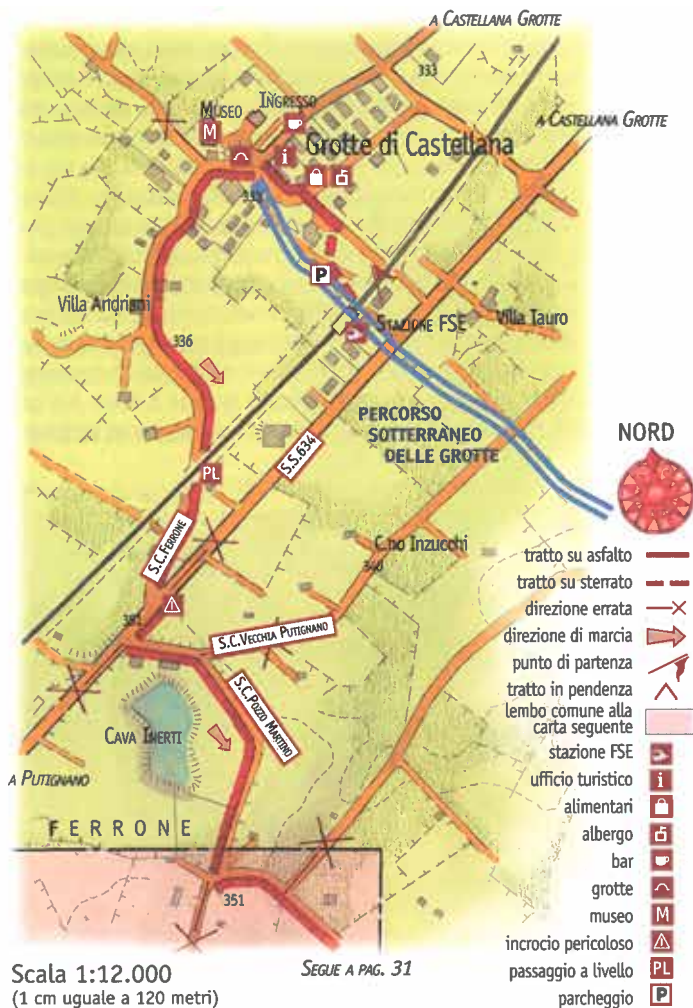 A CASTELLANA GROTTE
333
MUSEO
INGRESSO
M
i
Grotte di Castellana
A CASTELLANA GROTTE
333
P
STAZIONE FSE
Villa Tauro
Villa Andriani
336
PERCORSO
SOTTERRANEO
DELLE GROTTE
S.S.634
PL
S.C.FERRONE
C.no Inzucchi
340
S.C.VECCHIA PUTIGNANO
S.C.POZZO MARTINO
CAVA INERTI
A PUTIGNANO
FERRONE
351
NORD
tratto su asfalto
tratto su sterrato
direzione errata
direzione di marcia
punto di partenza
tratto in pendenza
lembo comune alla
carta seguente
stazione FSE
ufficio turistico i
alimentari
albergo
bar
grotte
museo M
incrocio pericoloso
passaggio a livello PL
parcheggio P
Scala 1:12.000
(1 cm uguale a 120 metri)
SEGUE A PAG. 31